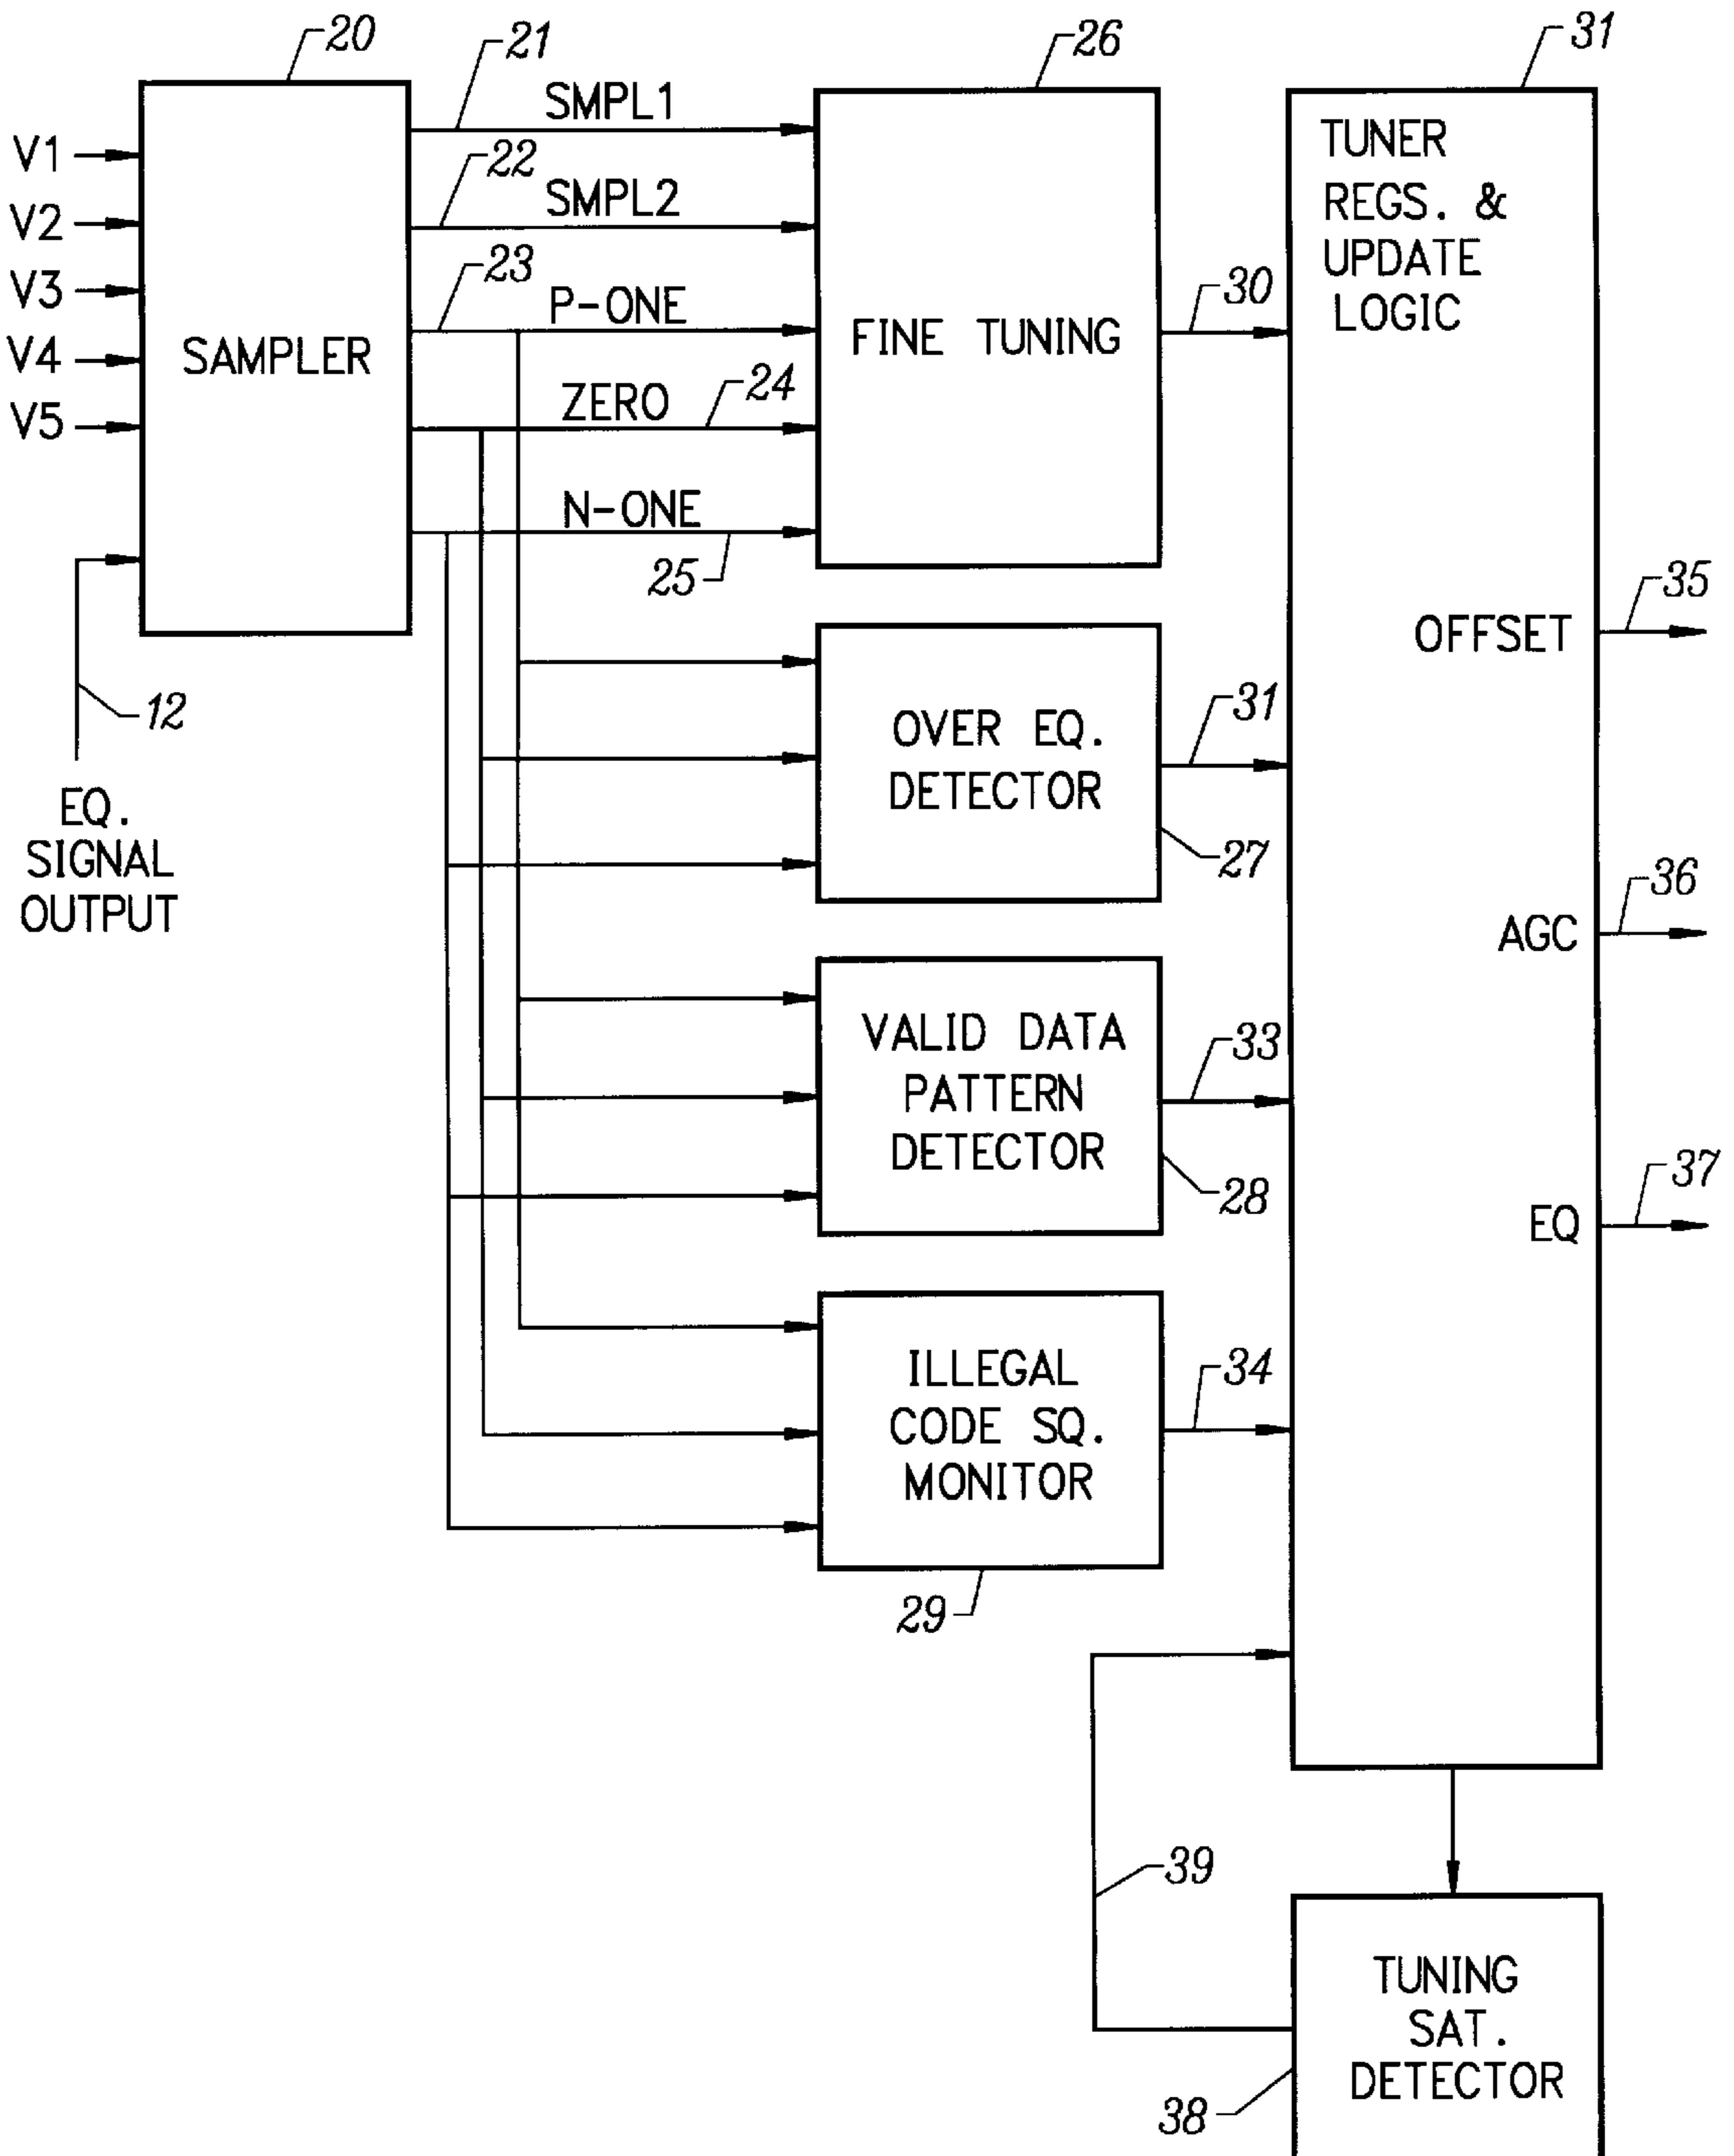 20
21
26
31
V1
V2
V3
V4
V5
SAMPLER
SMPL1
22
SMPL2
23
P-ONE
ZERO
24
N-ONE
25
FINE TUNING
30
TUNER
REGS. &
UPDATE
LOGIC
12
EQ.
SIGNAL
OUTPUT
OVER EQ.
DETECTOR
31
27
OFFSET
35
AGC
36
VALID DATA
PATTERN
DETECTOR
33
28
EQ
37
ILLEGAL
CODE SQ.
MONITOR
34
29
39
TUNING
SAT.
DETECTOR
38